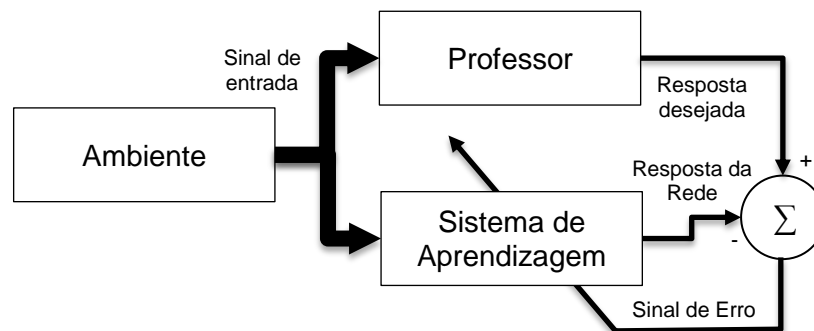 Sinal de
entrada
Professor
Resposta
desejada
Ambiente
+
Resposta da
Rede
Sistema de
Aprendizagem
-
Σ
Sinal de Erro